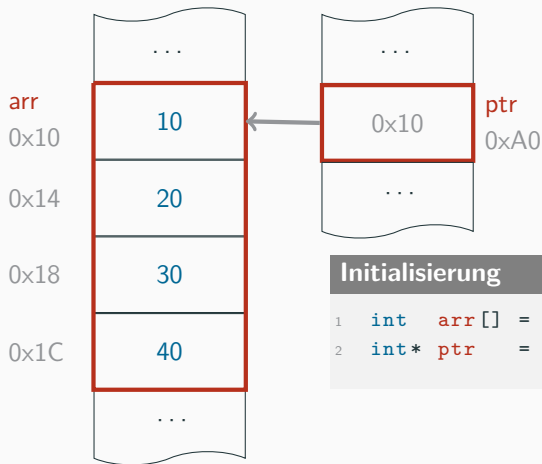 ...
arr
0x10
10
0x14
20
0x18
30
0x1C
40
...
...
0x10
ptr
0xA0
...
Initialisierung
1 int arr[] =
2 int* ptr =